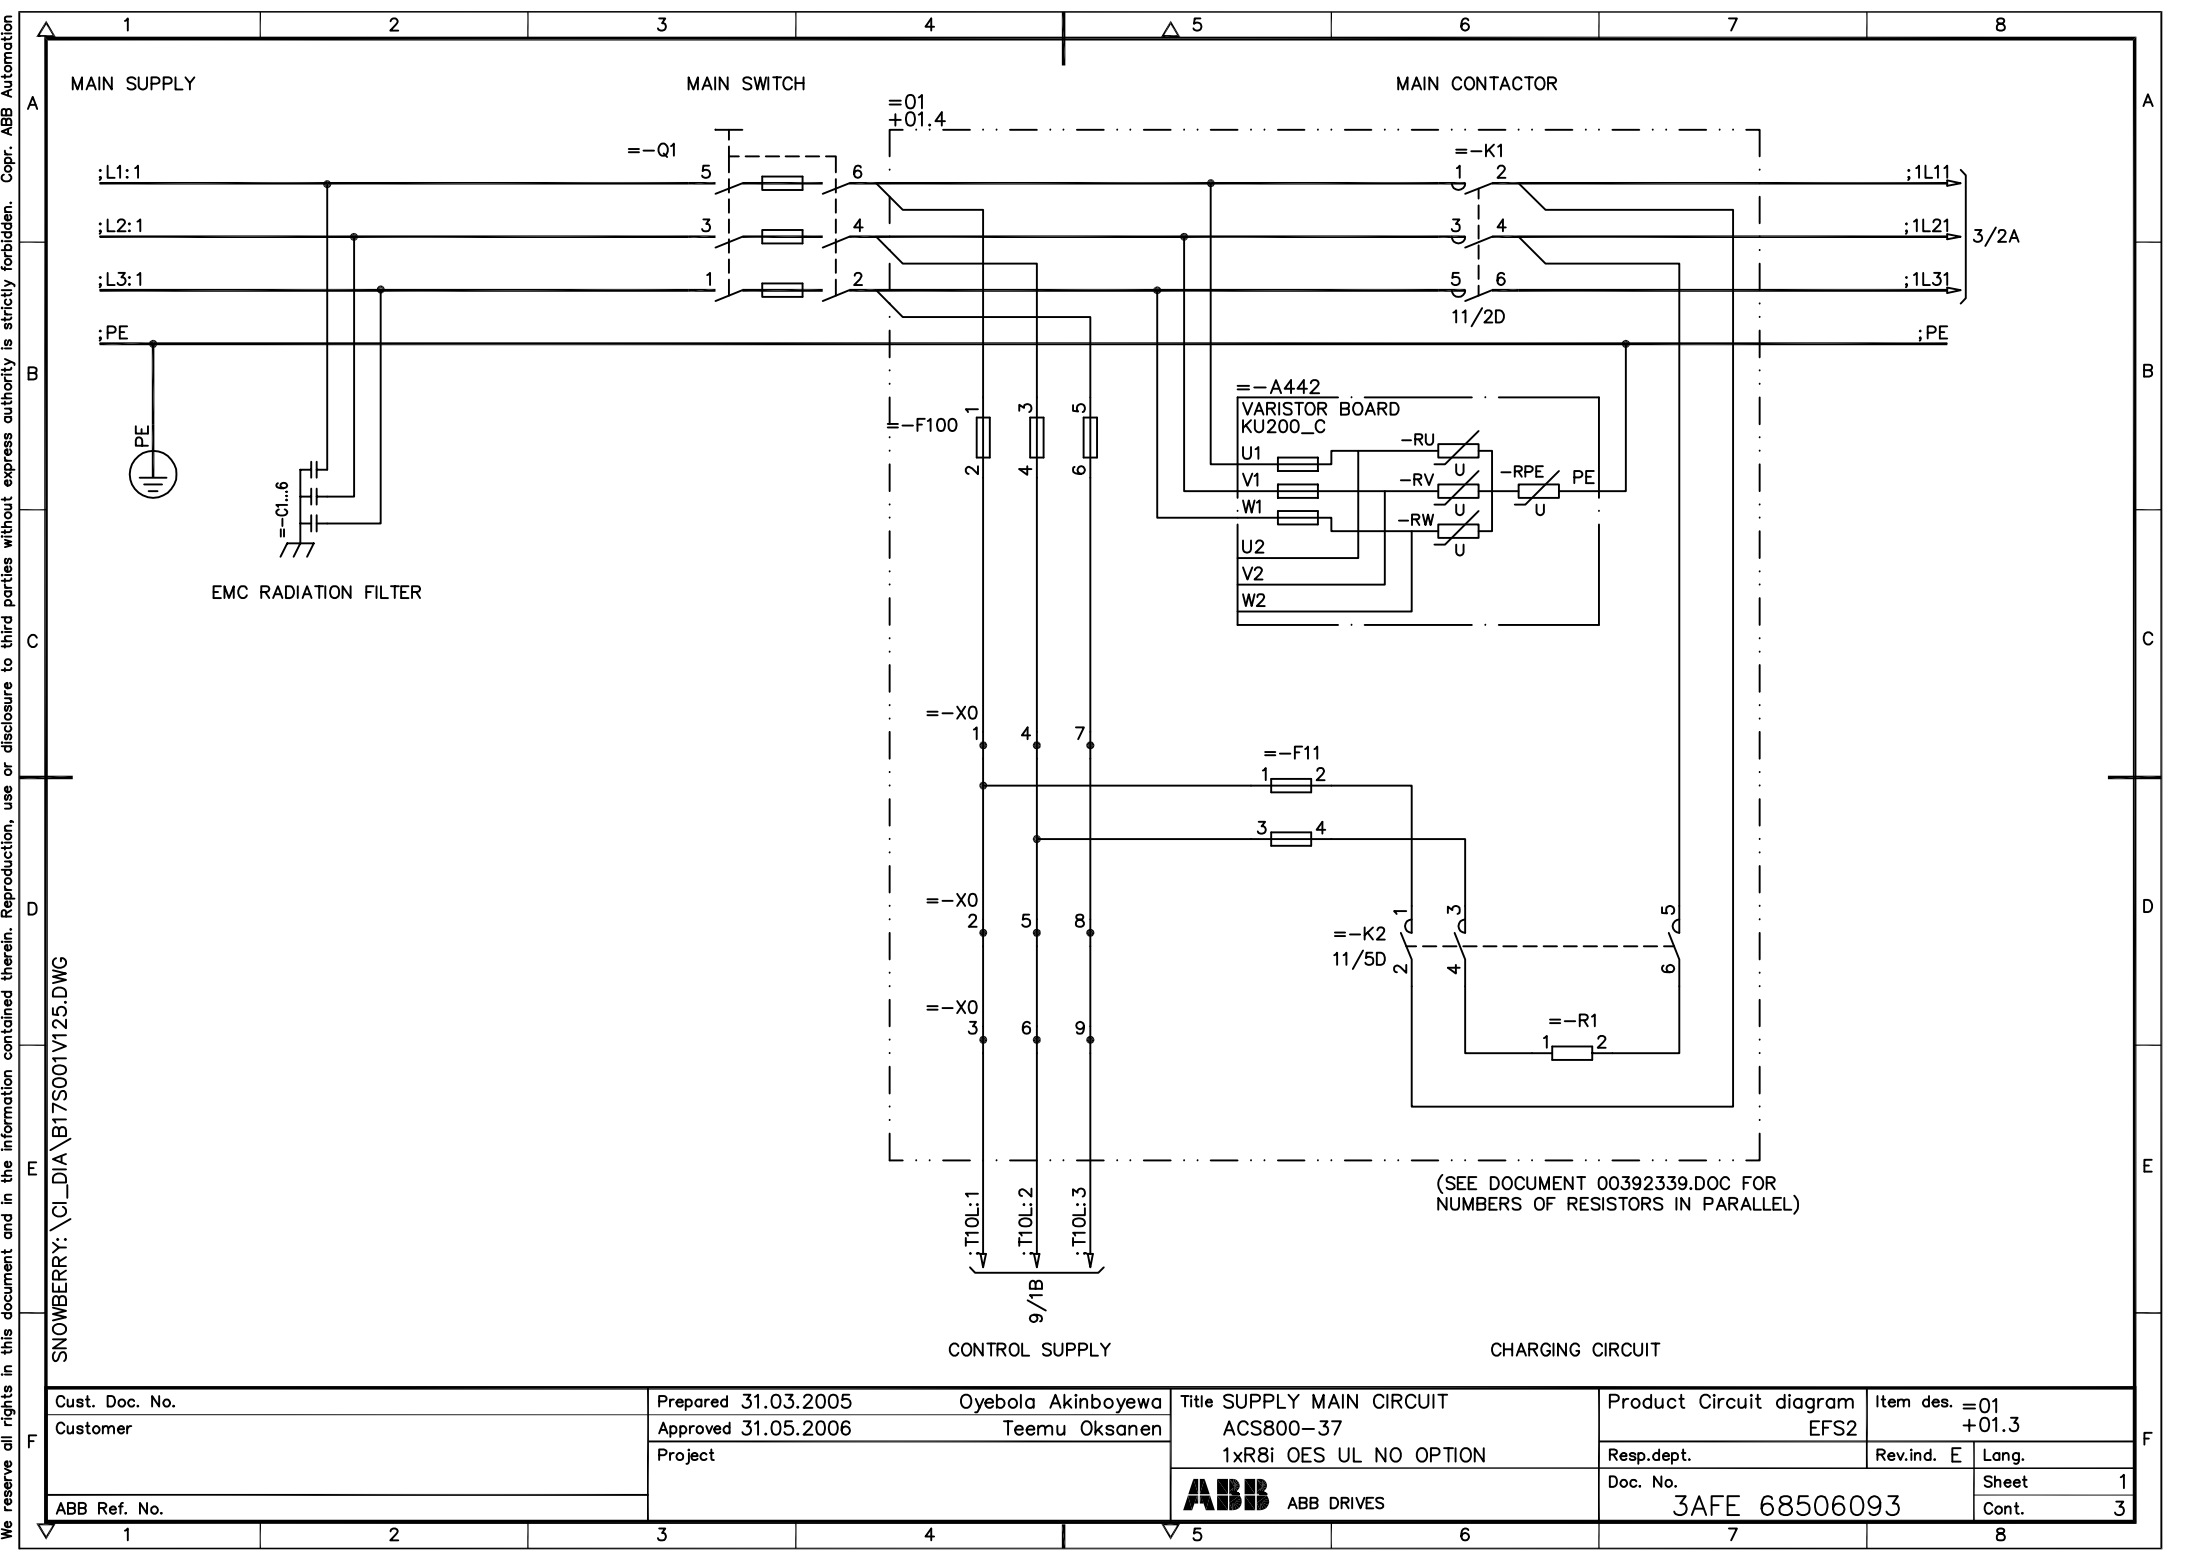 1 2 3 4 5 6 7 8
MAIN SUPPLY MAIN SWITCH MAIN CONTACTOR
A A
=01
+01.4
=-Q1 =-K1
;L1:1 5 6 1 2 ;1L11
;L2:1 3 4 3 4 ;1L21 3/2A
;L3:1 1 2 5 6 ;1L31
11/2D
;PE ;PE
B B
=-A442
VARISTOR BOARD
KU200_C
=-F100 1 3 5
2 4 6
PE
U1 -RU U
V1 -RV U -RPE U PE
W1 -RW U
U2
V2
W2
=-C1...6
EMC RADIATION FILTER
C C
=-X0
1 4 7
=-F11
1 2
3 4
=-X0
2 5 8
D D
1 3 5
=-K2
11/5D
2 4 6
=-X0
3 6 9
=-R1
1 2
E E
(SEE DOCUMENT 00392339.DOC FOR
NUMBERS OF RESISTORS IN PARALLEL)
;T10L:1 ;T10L:2 ;T10L:3
9/1B
CONTROL SUPPLY CHARGING CIRCUIT
SNOWBERRY:\CI_DIA\B17S001V125.DWG
We reserve all rights in this document and in the information contained therein. Reproduction, use or disclosure to third parties without express authority is strictly forbidden. Copr. ABB Automation
F F
Cust. Doc. No.
Customer
ABB Ref. No.
Prepared 31.03.2005 Oyebola Akinboyewa
Approved 31.05.2006 Teemu Oksanen
Project
Title SUPPLY MAIN CIRCUIT
ACS800-37
1xR8i OES UL NO OPTION
ABB ABB DRIVES
Product Circuit diagram
EFS2
Resp.dept.
Doc. No.
3AFE 68506093
Item des. =01
+01.3
Rev.ind. E Lang.
Sheet 1
Cont. 3
1 2 3 4 5 6 7 8